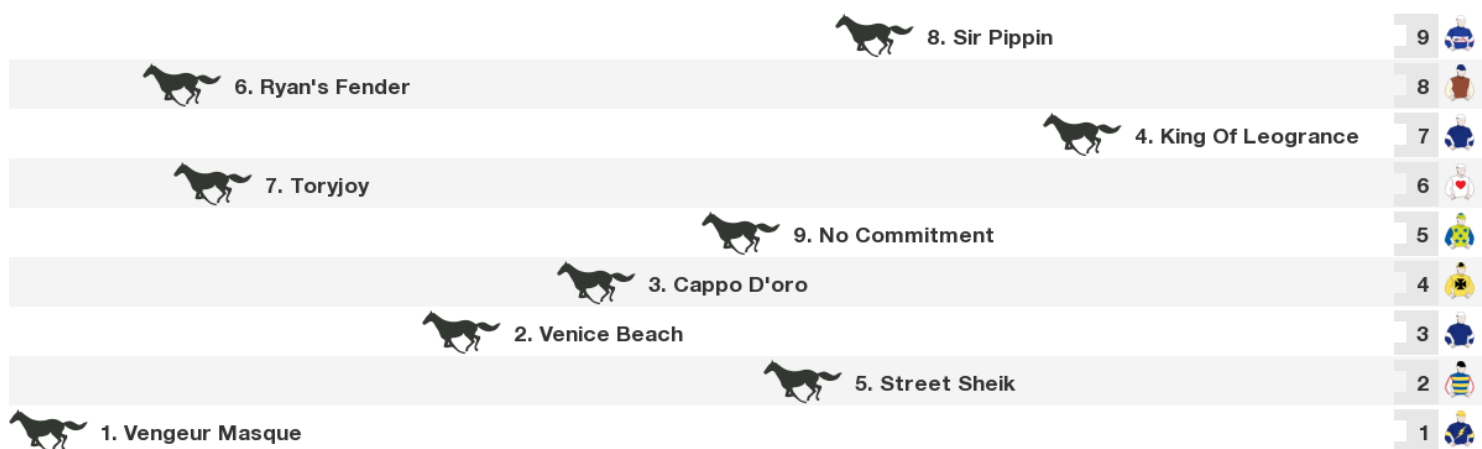 8. Sir Pippin 9
6. Ryan's Fender 8
4. King Of Leogrance 7
7. Toryjoy 6
9. No Commitment 5
3. Cappo D'oro 4
2. Venice Beach 3
5. Street Sheik 2
1. Vengeur Masque 1